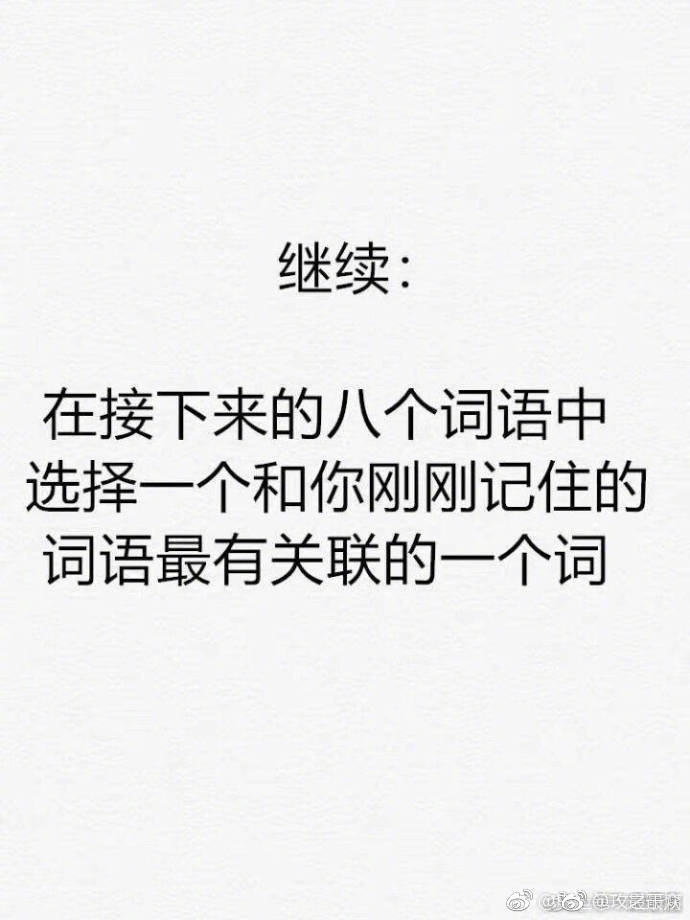 继续：
在接下来的八个词语中
选择一个和你刚刚记住的
词语最有关联的一个词